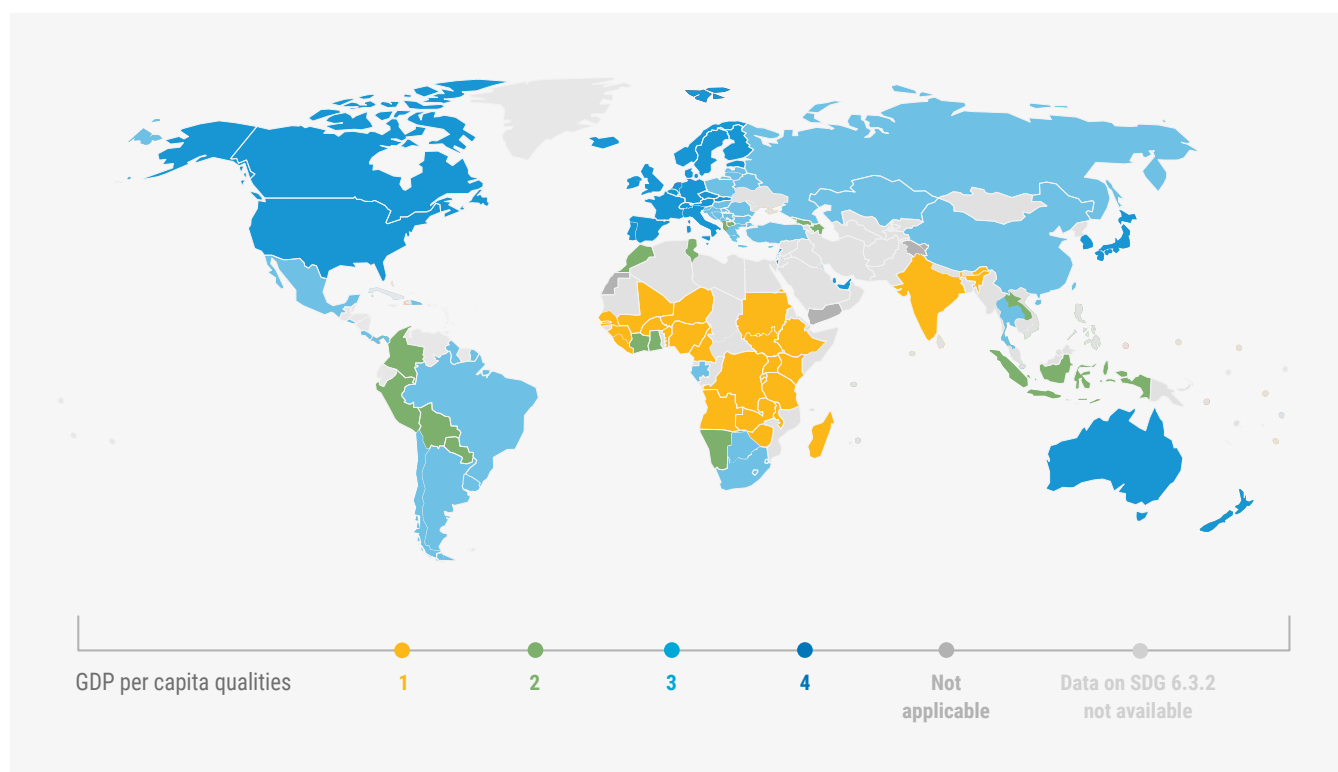 GDP per capita qualities
1
2
3
4
Not
applicable
Data on SDG 6.3.2
not available